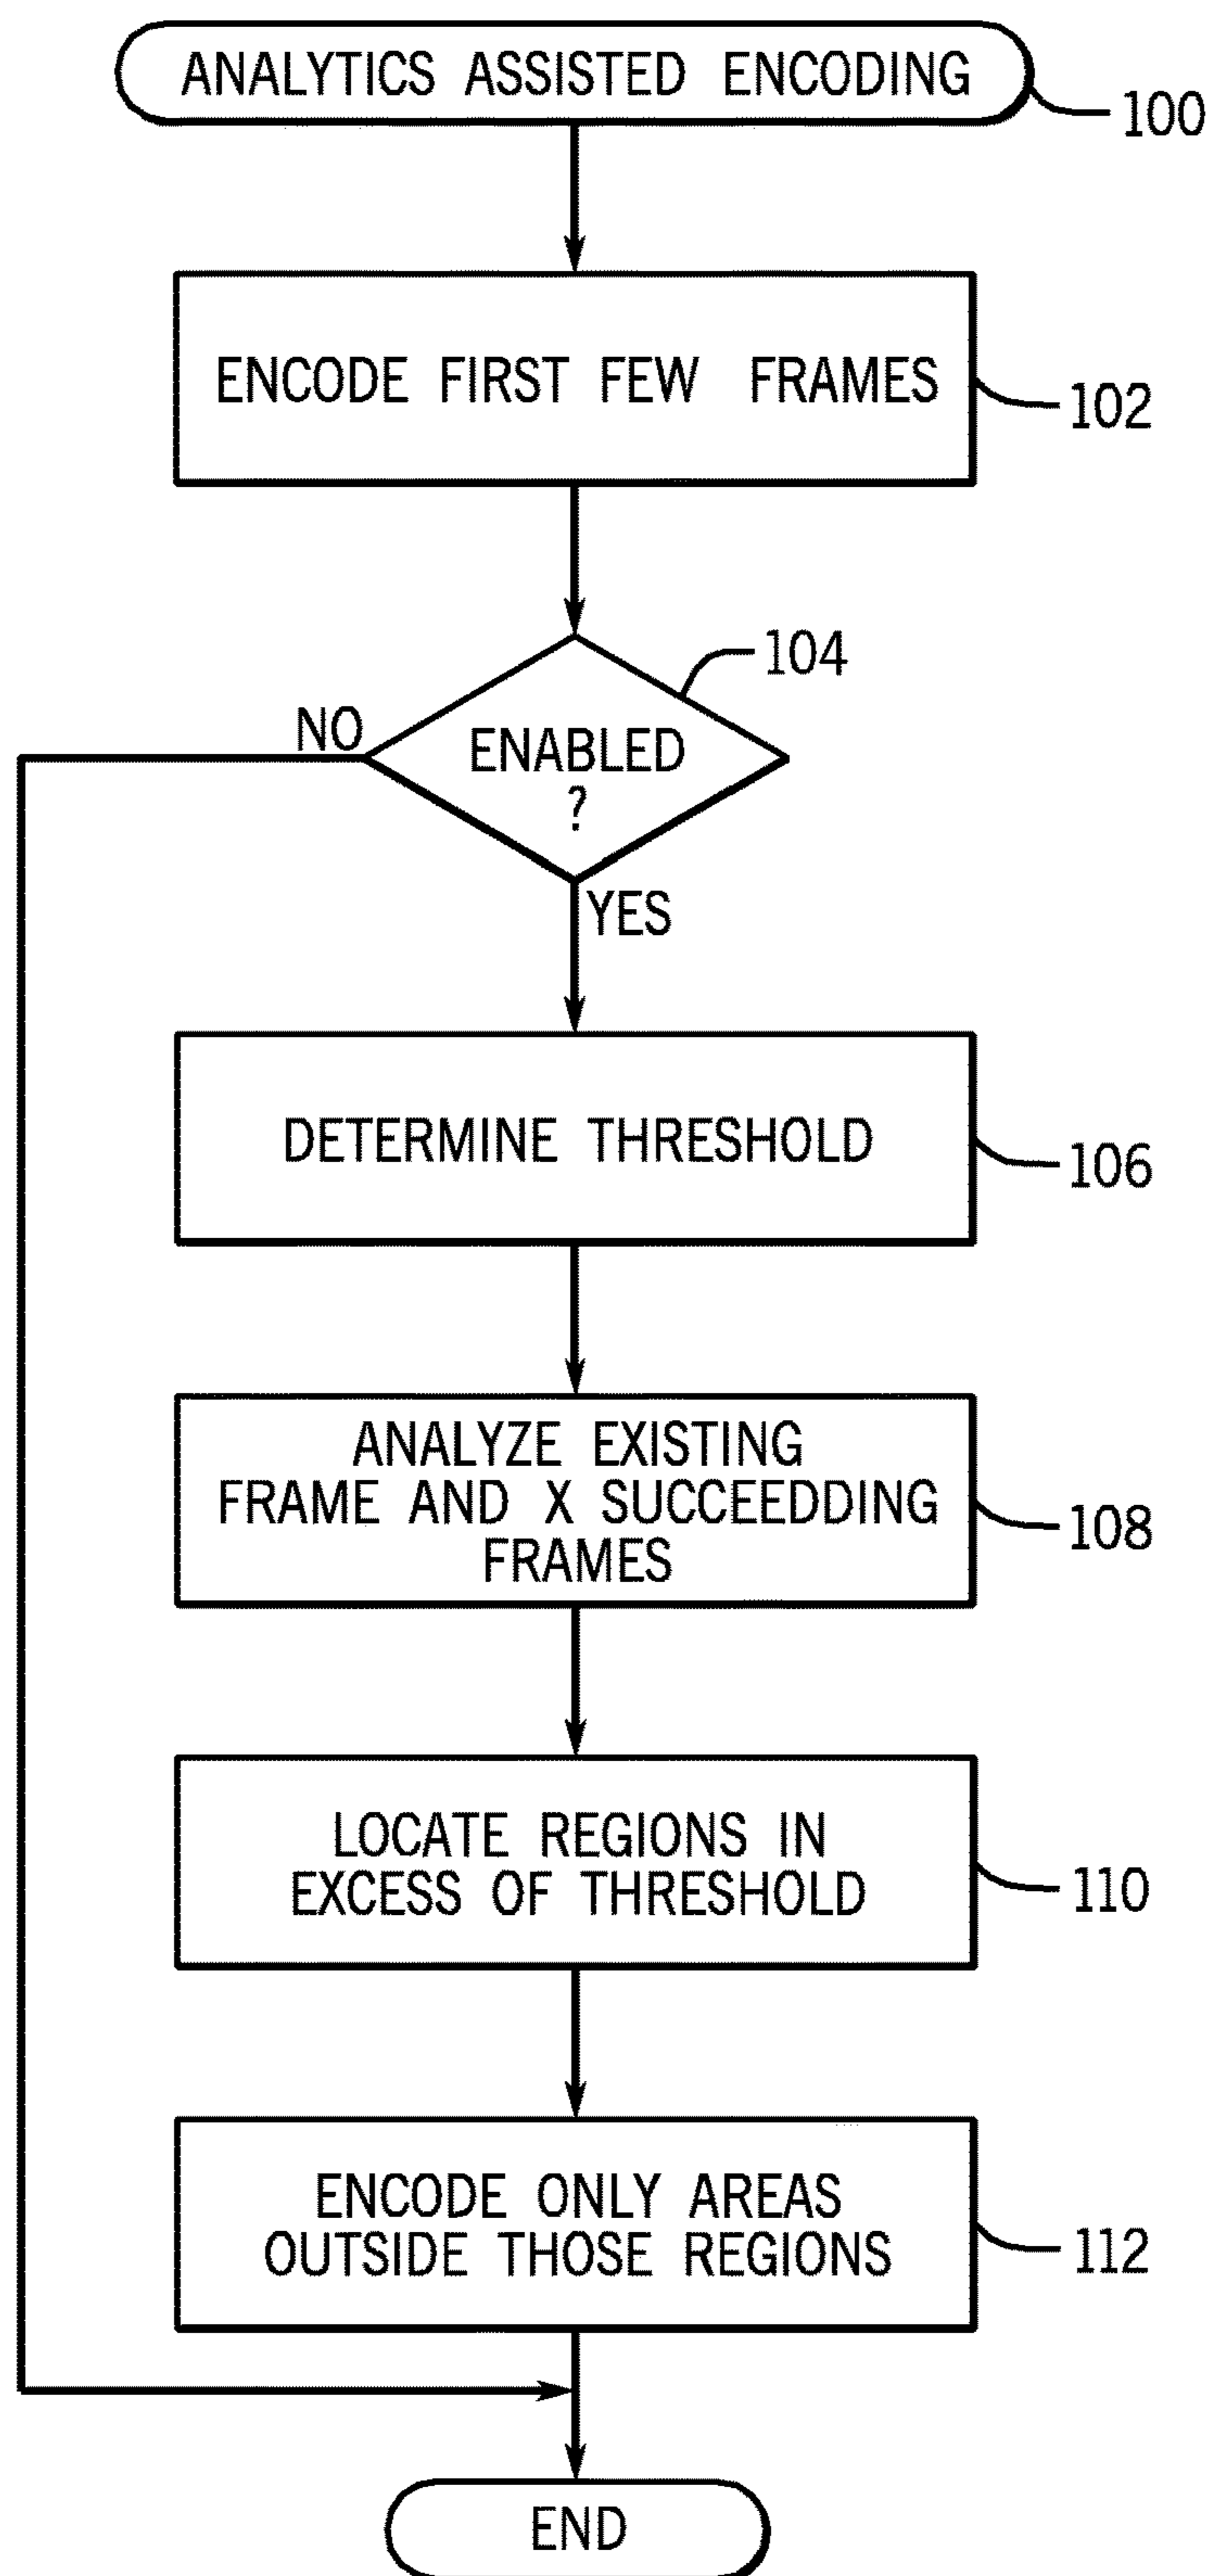 ANALYTICS ASSISTED ENCODING
100
ENCODE FIRST FEW FRAMES
102
104
NO
ENABLED
?
YES
DETERMINE THRESHOLD
106
ANALYZE EXISTING
FRAME AND X SUCCEEDDING
FRAMES
108
LOCATE REGIONS IN
EXCESS OF THRESHOLD
110
ENCODE ONLY AREAS
OUTSIDE THOSE REGIONS
112
END